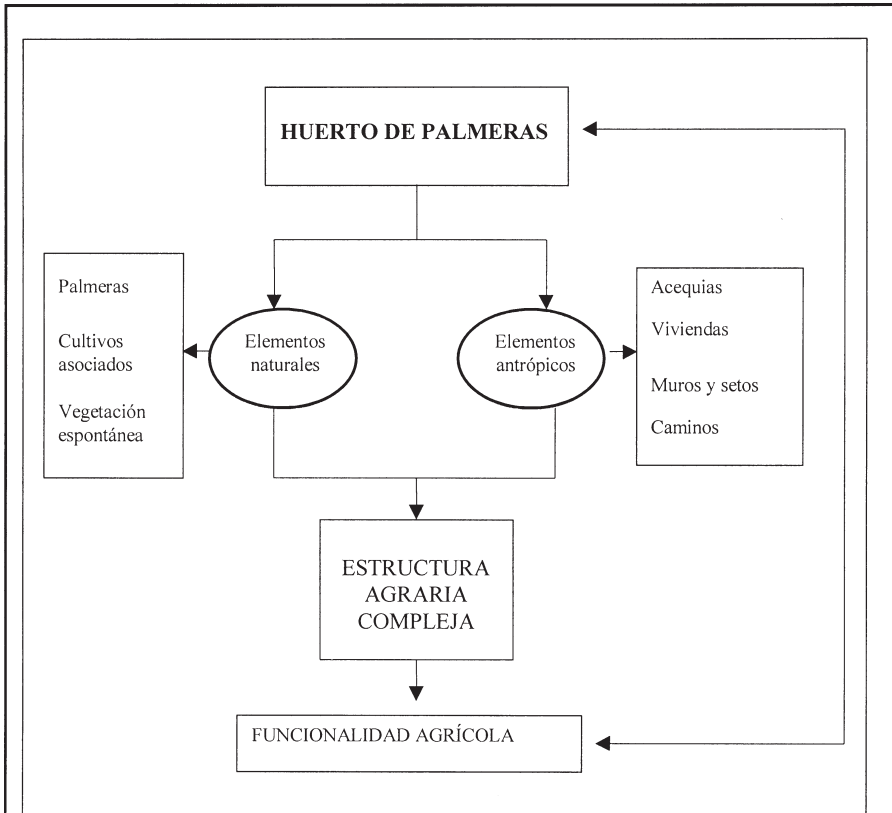 HUERTO DE PALMERAS
Palmeras
Cultivos
asociados
Vegetación
espontánea
Elementos
naturales
Elementos
antrópicos
Acequias
Viviendas
Muros y setos
Caminos
ESTRUCTURA
AGRARIA
COMPLEJA
FUNCIONALIDAD AGRÍCOLA